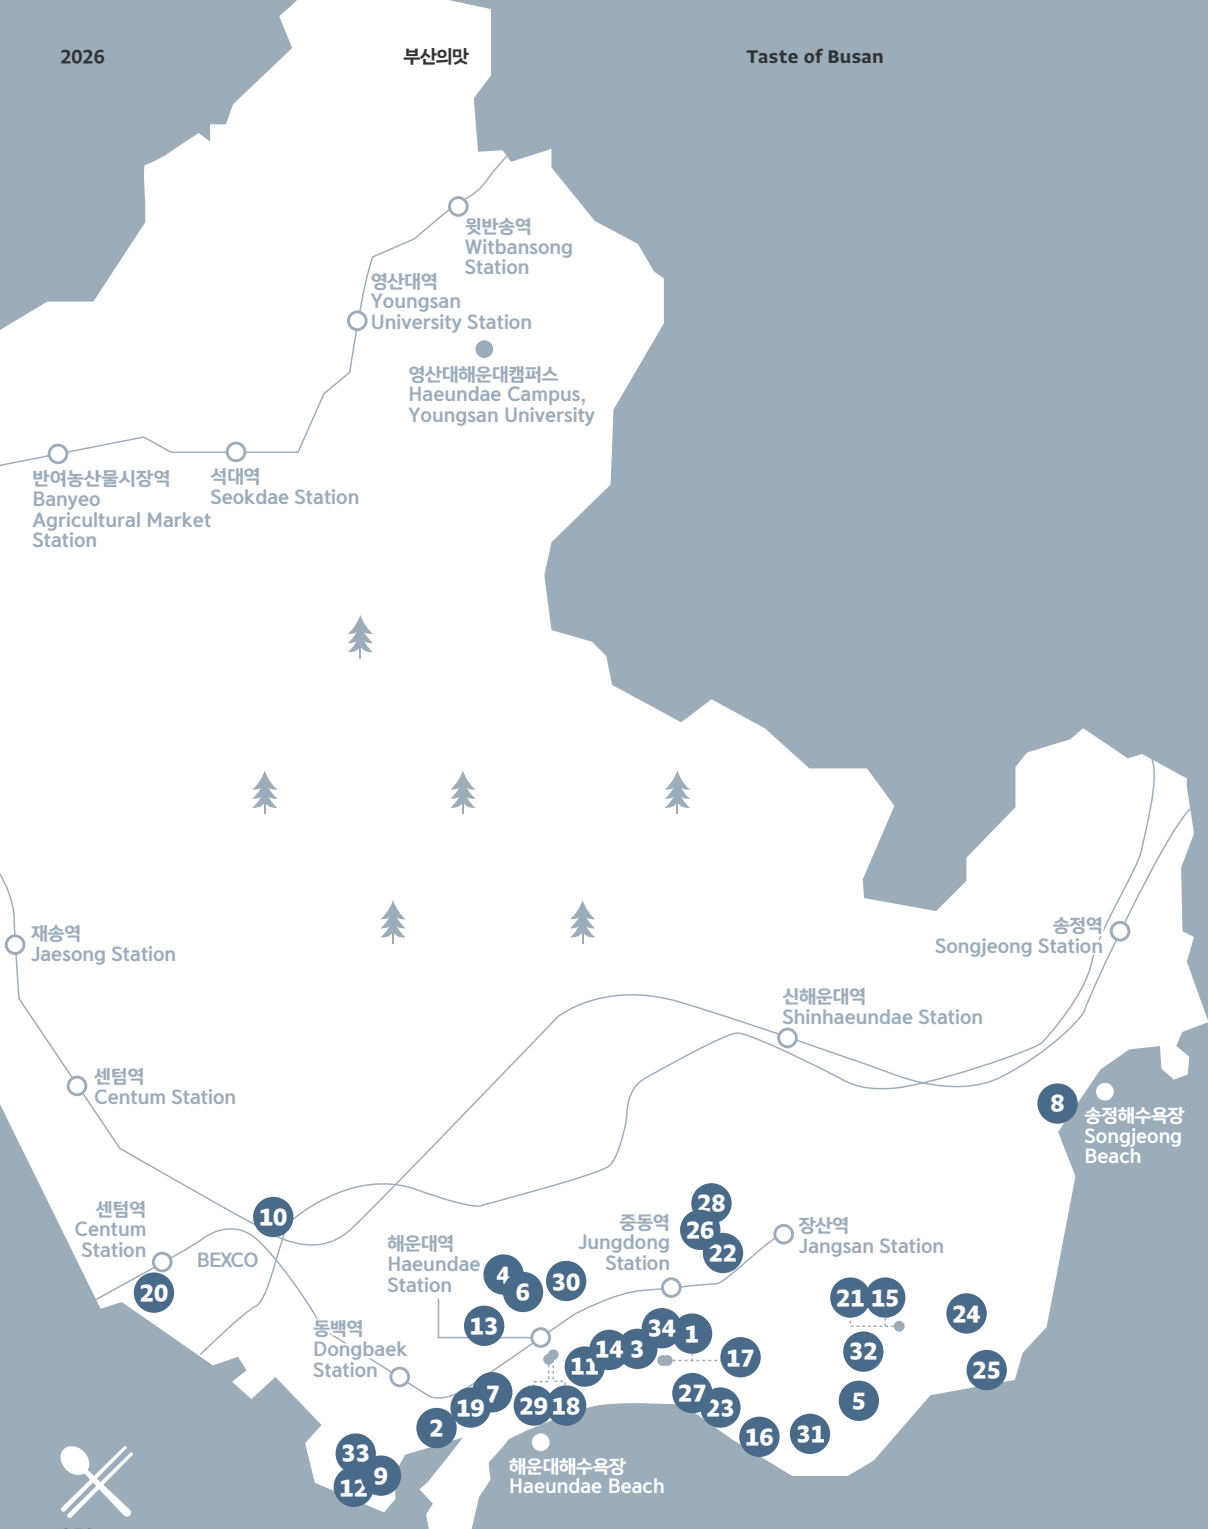 2026
부산의맛
Taste of Busan
윗반송역
Witbansong
Station
영산대역
Youngsan
University Station
영산대해운대캠퍼스
Haeundae Campus,
Youngsan University
반여농산물시장역
Banyeo
Agricultural Market
Station
석대역
Seokdae Station
재송역
Jaesong Station
송정역
Songjeong Station
신해운대역
Shinhaeundae Station
센텀역
Centum Station
8
송정해수욕장
Songjeong
Beach
센텀역
Centum
Station
10
BEXCO
20
해운대역
Haeundae
Station
4
6
30
13
중동역
Jungdong
Station
28
26
22
장산역
Jangsan Station
21
15
24
32
25
5
동백역
Dongbaek
Station
34
1
14
3
11
17
7
19
29
18
27
23
2
16
31
33
9
12
해운대해수욕장
Haeundae Beach